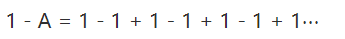 1 - A = 1 - 1 + 1 - 1 + 1 - 1 + 1⋯